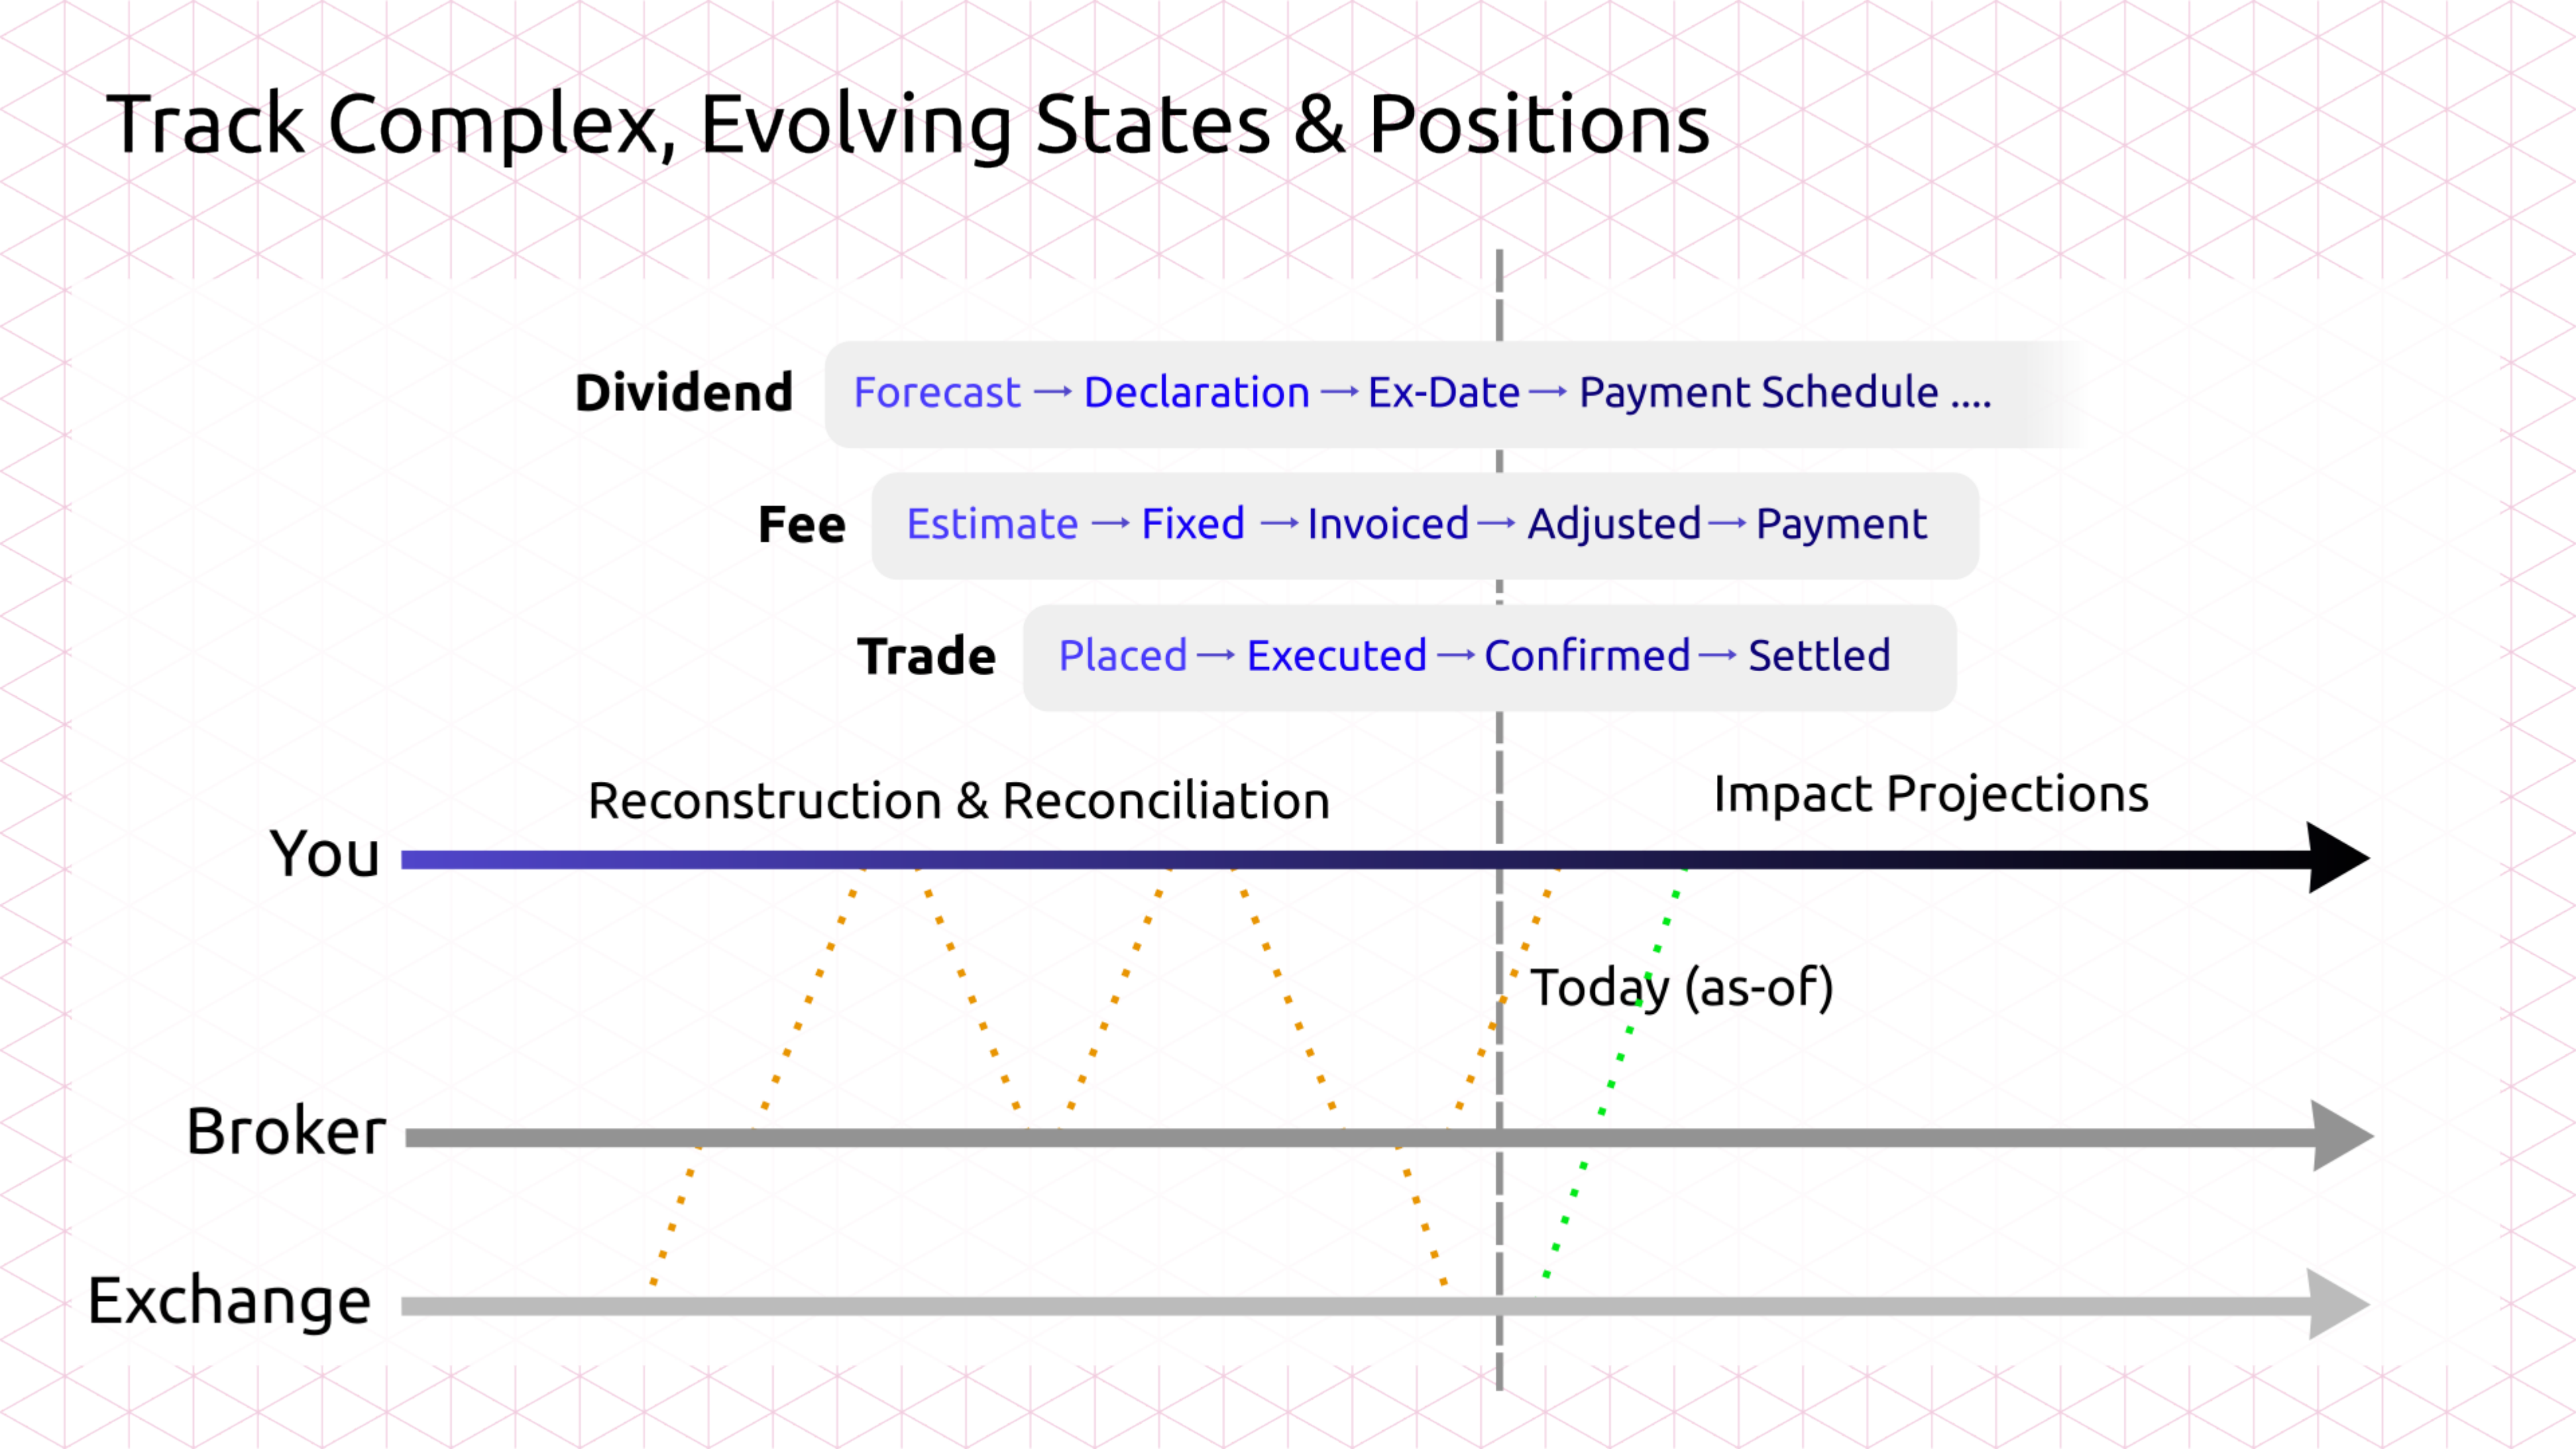 Track Complex, Evolving States & Positions
Dividend Forecast → Declaration → Ex-Date → Payment Schedule ....
Fee Estimate → Fixed → Invoiced → Adjusted → Payment
Trade Placed → Executed → Confirmed → Settled
Reconstruction & Reconciliation
Impact Projections
You
Today (as-of)
Broker
Exchange